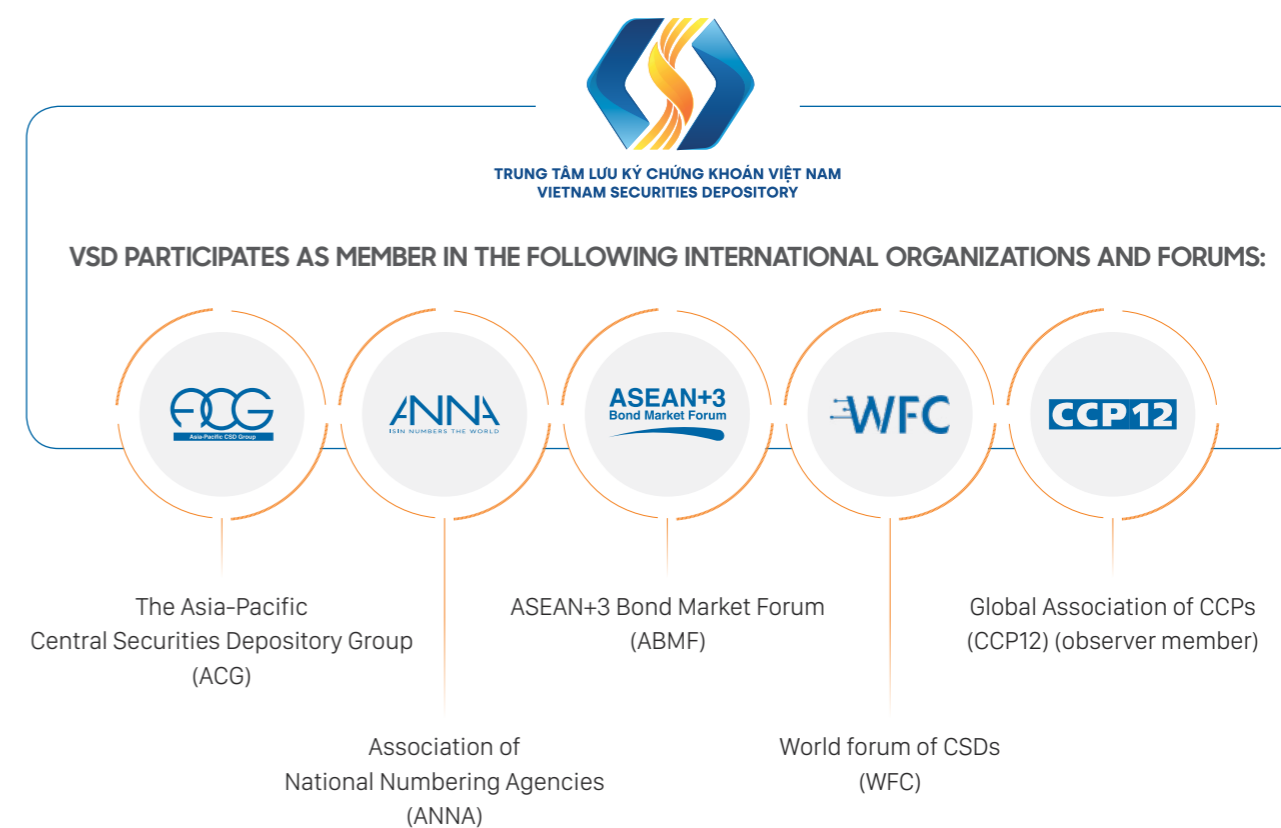 TRUNG TÂM LƯU KÝ CHỨNG KHOÁN VIỆT NAM
VIETNAM SECURITIES DEPOSITORY
VSD PARTICIPATES AS MEMBER IN THE FOLLOWING INTERNATIONAL ORGANIZATIONS AND FORUMS:
ACG
Asia-Pacific CSD Group
ANNA
ISIN NUMBERS THE WORLD
ASEAN+3
Bond Market Forum
WFC
CCP12
The Asia-Pacific
Central Securities Depository Group
(ACG)
Association of
National Numbering Agencies
(ANNA)
ASEAN+3 Bond Market Forum
(ABMF)
World forum of CSDs
(WFC)
Global Association of CCPs
(CCP12) (observer member)